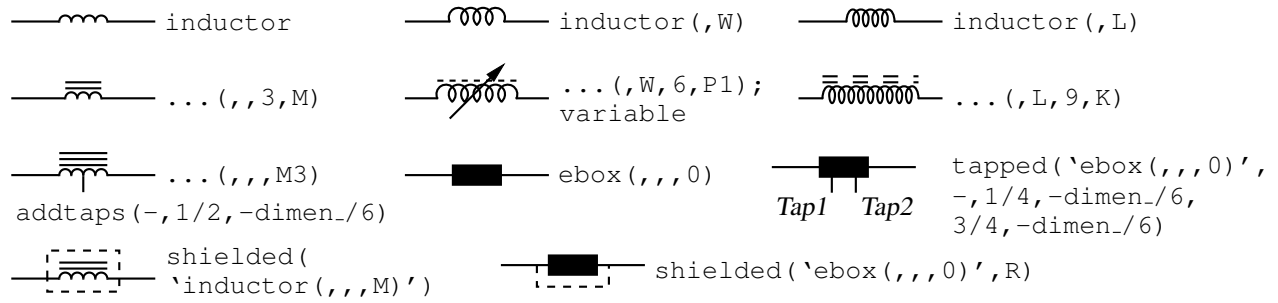 inductor
inductor(,W)
inductor(,L)
...(,,3,M)
...(,W,6,P1);
variable
...(,L,9,K)
...(,,,M3)
addtaps(-,1/2,-dimen_/6)
ebox(,,,0)
Tap1 Tap2
tapped(‘ebox(,,,0)’,
-,1/4,-dimen_/6,
3/4,-dimen_/6)
shielded(
‘inductor(,,,M)’)
shielded(‘ebox(,,,0)’,R)